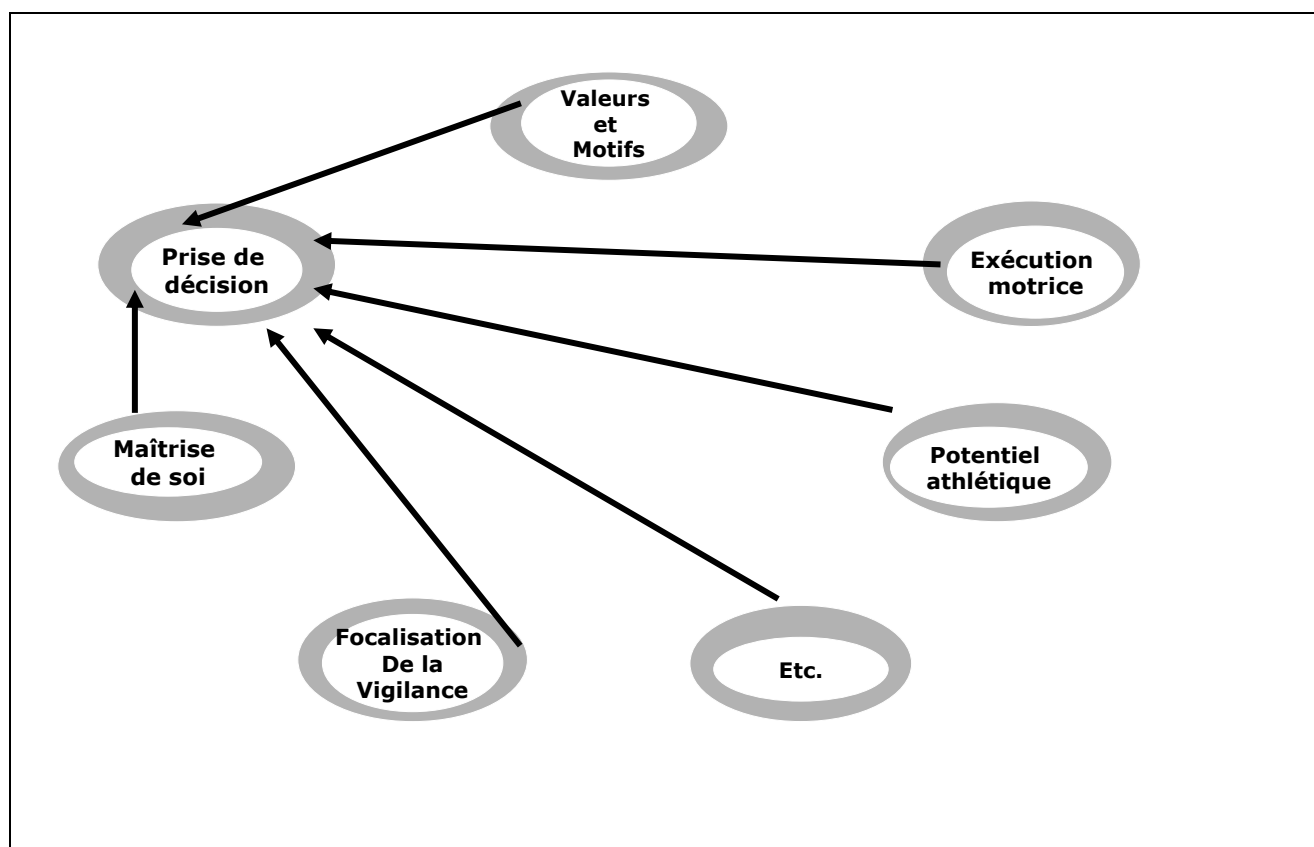 Valeurs
et
Motifs
Prise de
décision
Exécution
motrice
Maîtrise
de soi
Potentiel
athlétique
Focalisation
De la
Vigilance
Etc.